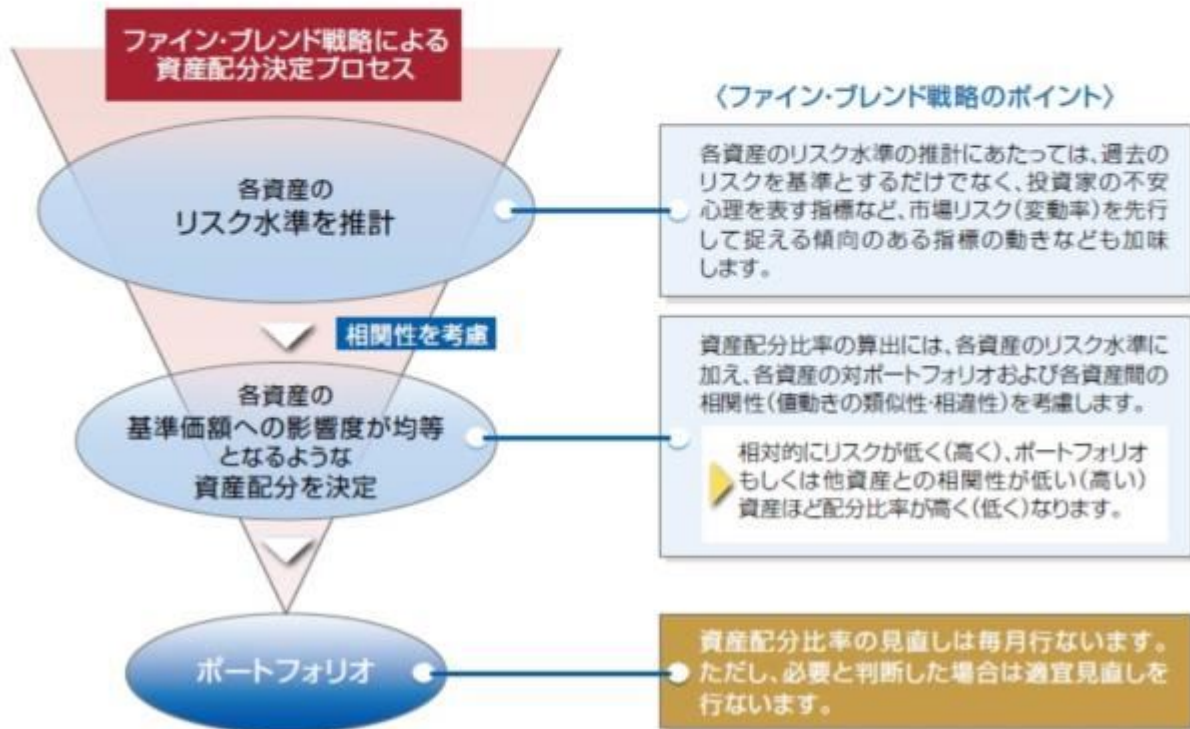 ファイン・ブレンド戦略による
資産配分決定プロセス
〈ファイン・ブレンド戦略のポイント〉
各資産の
リスク水準を推計
各資産のリスク水準の推計にあたっては、過去の
リスクを基準とするだけでなく、投資家の不安
心理を表す指標など、市場リスク(変動率)を先行
して捉える傾向のある指標の動きなども加味
します。
相関性を考慮
各資産の
基準価額への影響度が均等
となるような
資産配分を決定
資産配分比率の算出には、各資産のリスク水準に
加え、各資産の対ポートフォリオおよび各資産間の
相関性(値動きの類似性・相違性)を考慮します。
相対的にリスクが低く(高く)、ポートフォリオ
もしくは他資産との相関性が低い(高い)
資産ほど配分比率が高く(低く)なります。
ポートフォリオ
資産配分比率の見直しは毎月行ないます。
ただし、必要と判断した場合は適宜見直しを
行ないます。